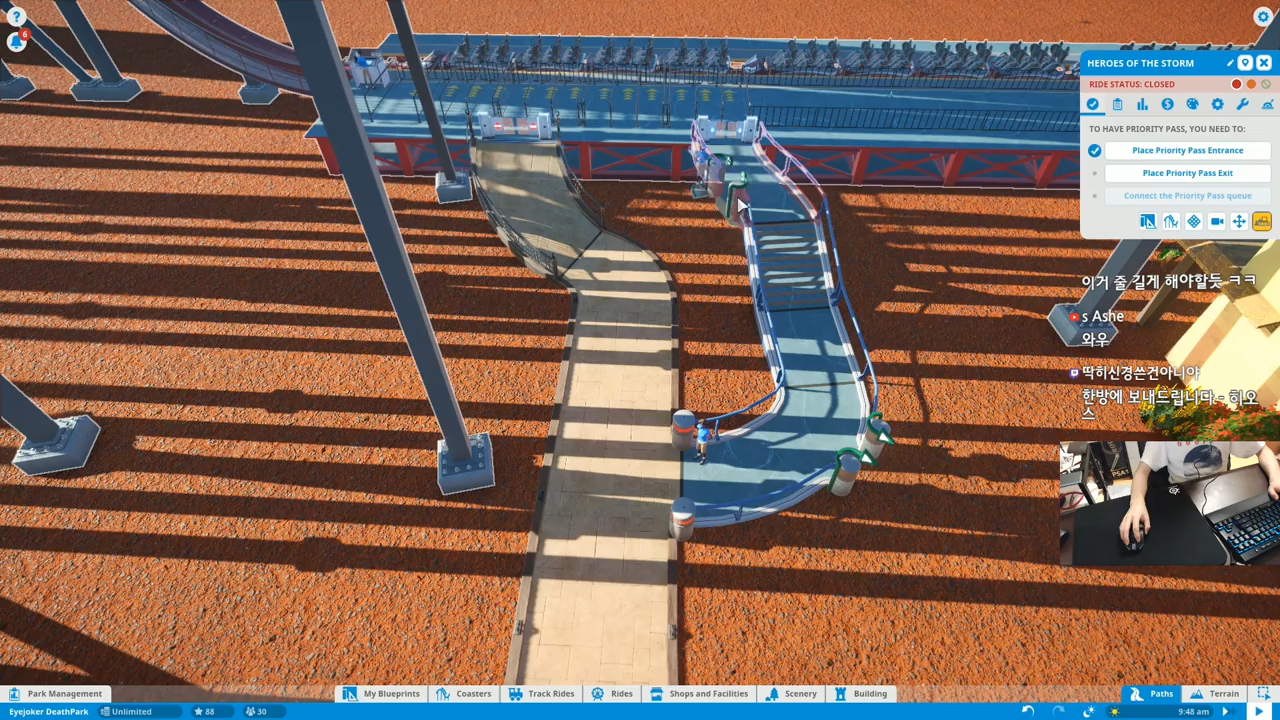 ?
6
HEROES OF THE STORM
RIDE STATUS: CLOSED
TO HAVE PRIORITY PASS, YOU NEED TO:
Place Priority Pass Entrance
Place Priority Pass Exit
Connect the Priority Pass queue
이거 줄 길게 해야할듯 ㅋㅋ
s Ashe
와우
딱히신경쓴건아니야
한방에 보내드립니다 - 히오
스
Park Management
My Blueprints
Coasters
Track Rides
Rides
Shops and Facilities
Scenery
Building
Paths
Terrain
Eyejoker DeathPark
Unlimited
88
30
9:48 am